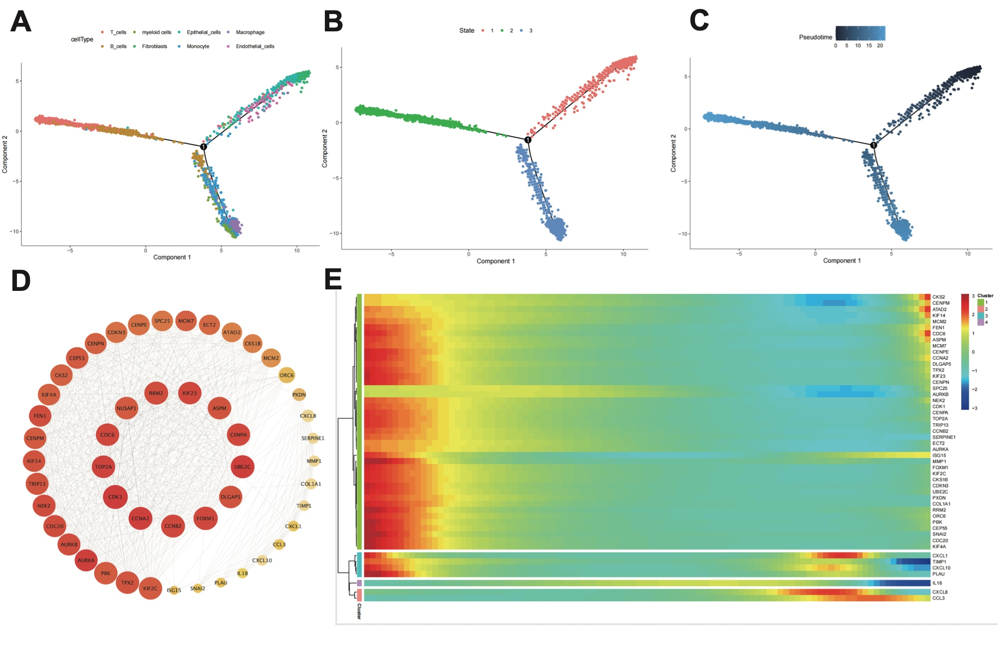 A
cellType
T_cells
myeloid cells
Epithelial_cells
Macrophage
B_cells
Fibroblasts
Monocyte
Endothelial_cells
5
0
−5
−10
Component 2
1
−5
0
5
10
Component 1
B
State
1
2
3
5
0
−5
−10
Component 2
1
−5
0
5
10
Component 1
C
Pseudotime
0 5 10 15 20
5
0
−5
−10
Component 2
1
−5
0
5
10
Component 1
D
SPC25
MCM7
CENPE
ECT2
CDKN3
ATAD2
CENPN
CKS1B
CEP55
MCM2
CKS2
ORC6
KIF4A
PXDN
FEN1
CXCL8
CENPM
SERPINE1
KIF14
MMP1
TRIP13
COL1A1
NEK2
TIMP1
CDC20
CXCL1
AURKB
CCL3
AURKA
CXCL10
PBK
IL18
TPX2
PLAU
KIF2C
ISG15
SNAI2
RRM2
KIF23
NUSAP1
ASPM
CDC6
CENPA
TOP2A
UBE2C
CDK1
DLGAP5
CCNA2
CCNB2
FOXM1
E
CKS2
CENPM
ATAD2
KIF14
MCM2
FEN1
CDC6
ASPM
MCM7
CENPE
CCNA2
DLGAP5
TPX2
KIF23
CENPN
SPC25
AURKB
NEK2
CDK1
CENPA
TOP2A
TRIP13
CCNB2
SERPINE1
ECT2
AURKA
ISG15
MMP1
FOXM1
KIF2C
CKS1B
CDKN3
UBE2C
PXDN
COL1A1
RRM2
ORC6
PBK
CEP55
SNAI2
CDC20
KIF4A
CXCL1
TIMP1
CXCL10
PLAU
IL18
CXCL8
CCL3
Cluster
3
2
1
0
−1
−2
−3
Cluster
1
2
3
4